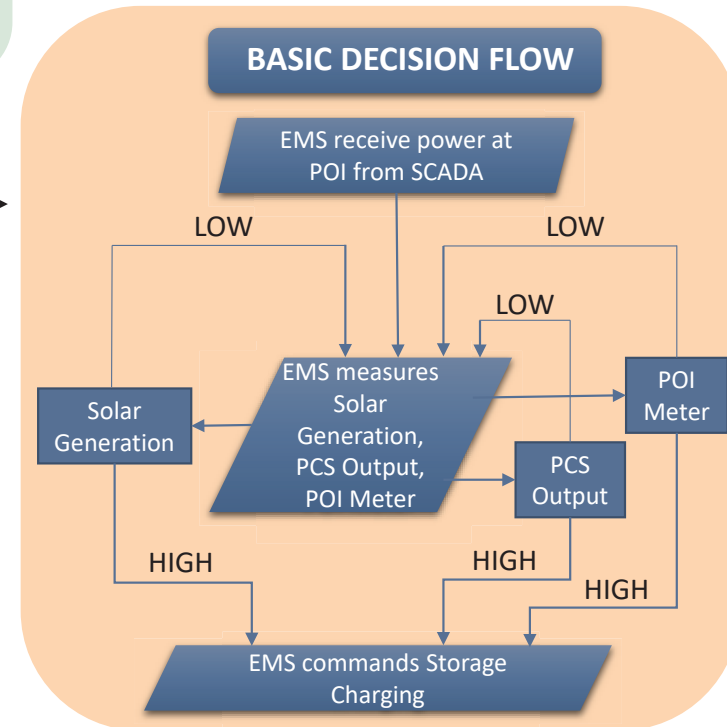 BASIC DECISION FLOW
EMS receive power at
POI from SCADA
LOW
LOW
LOW
EMS measures
Solar
Generation,
PCS Output,
POI Meter
Solar
Generation
POI
Meter
PCS
Output
HIGH
HIGH
HIGH
EMS commands Storage
Charging